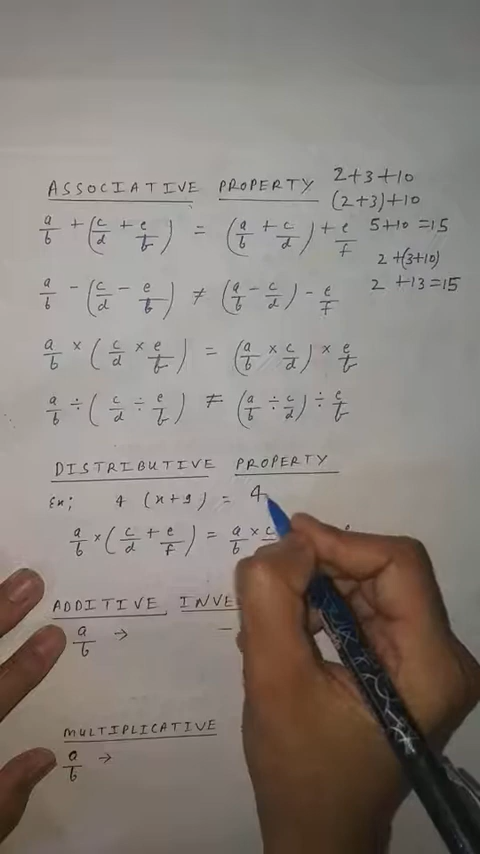 ASSOCIATIVE PROPERTY
a/b + (c/d + e/f) = (a/b + c/d) + e/f
a/b - (c/d - e/f) ≠ (a/b - c/d) - e/f
a/b × (c/d × e/f) = (a/b × c/d) × e/f
a/b ÷ (c/d ÷ e/f) ≠ (a/b ÷ c/d) ÷ e/f
2+3+10
(2+3)+10
5+10=15
2+(3+10)
2 +13=15
DISTRIBUTIVE PROPERTY
Ex; 4 (x+9) = 4
a/b × (c/d + e/f) = a/b × c
ADDITIVE INVE
a/b → -
MULTIPLICATIVE
a/b →